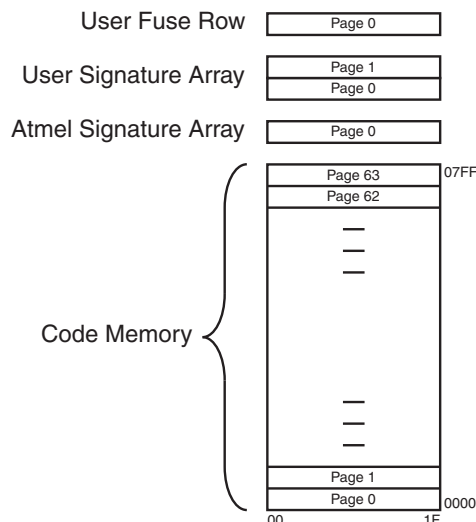 User Fuse Row
Page 0
User Signature Array
Page 1
Page 0
Atmel Signature Array
Page 0
Code Memory
Page 63
07FF
Page 62
Page 1
Page 0
0000
00
1F